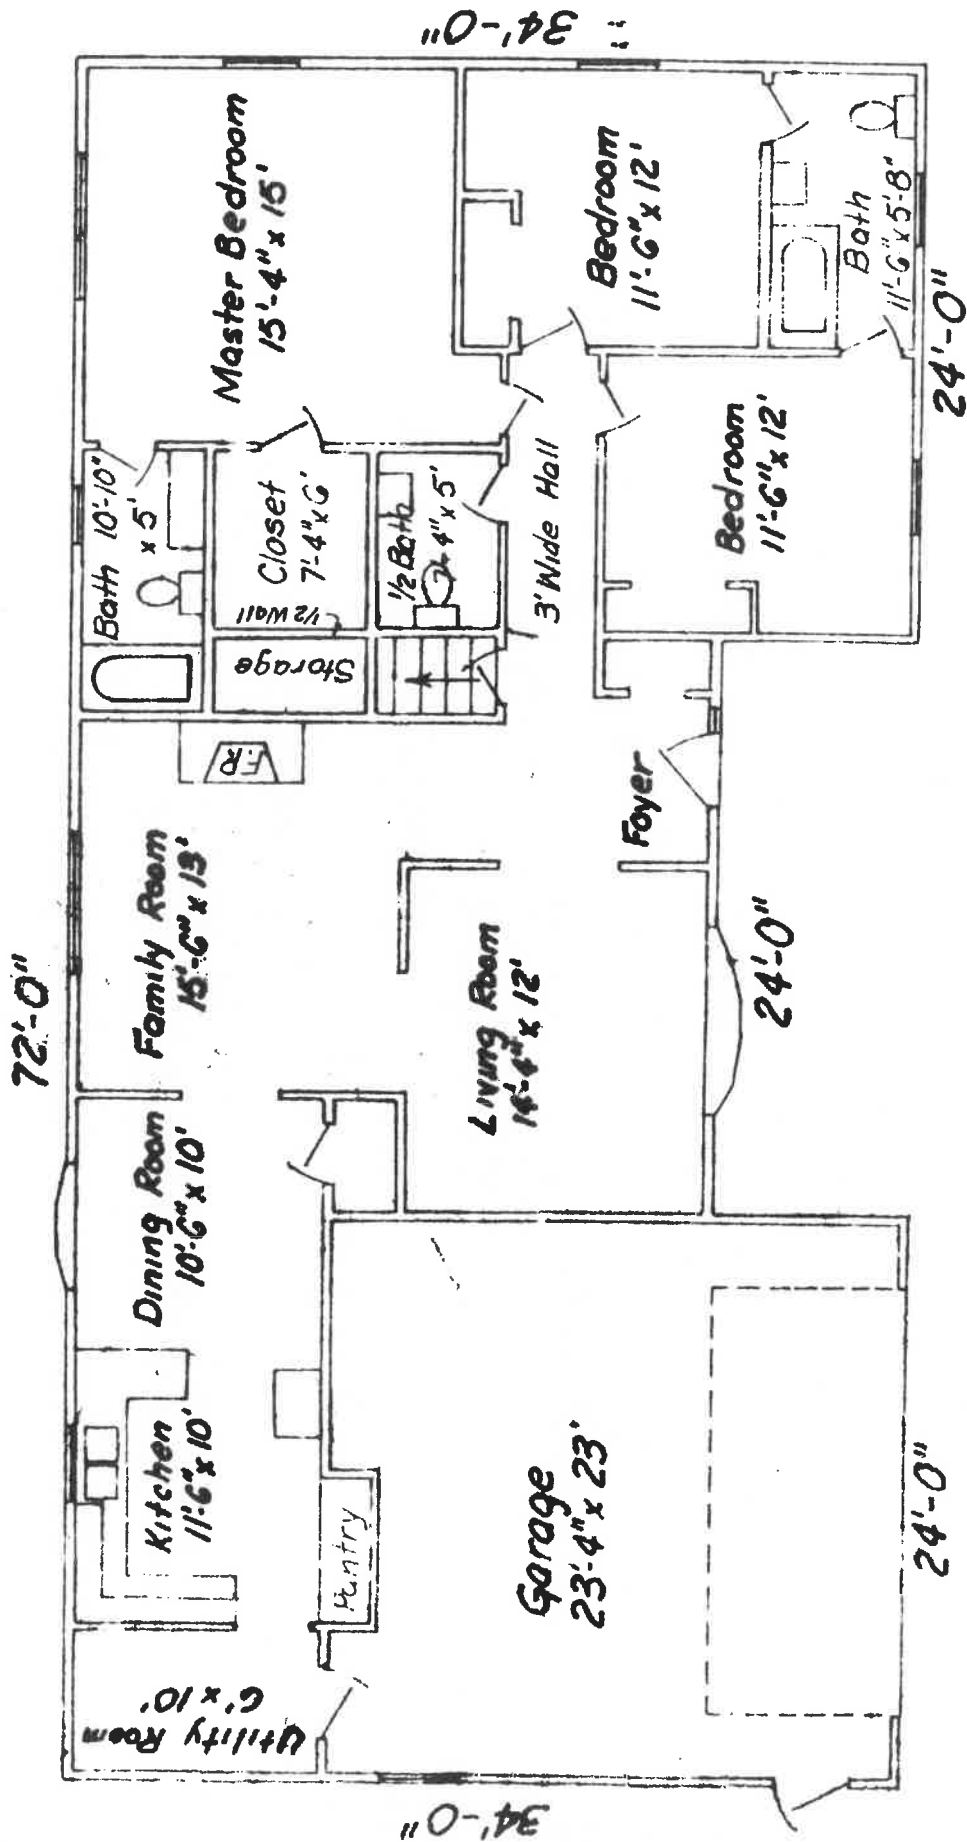 72'-0"
34'-0"
Utility Room
6' x 10'
Kitchen
11'-6" x 10'
Dining Room
10'-6" x 10'
Family Room
15'-6" x 13'
F.R
Bath 10'-10"
x 5'
Storage
1/2 Wall
Closet
7'-4" x 6'
Master Bedroom
15'-4" x 15'
34'-0"
Pantry
Garage
23'-4" x 23'
Living Room
14'-4" x 12'
Foyer
1/2 Bath
7'-4" x 5'
3' Wide Hall
Bedroom
11'-6" x 12'
Bedroom
11'-6" x 12'
Bath
11'-6" x 5'-8"
24'-0"
24'-0"
24'-0"